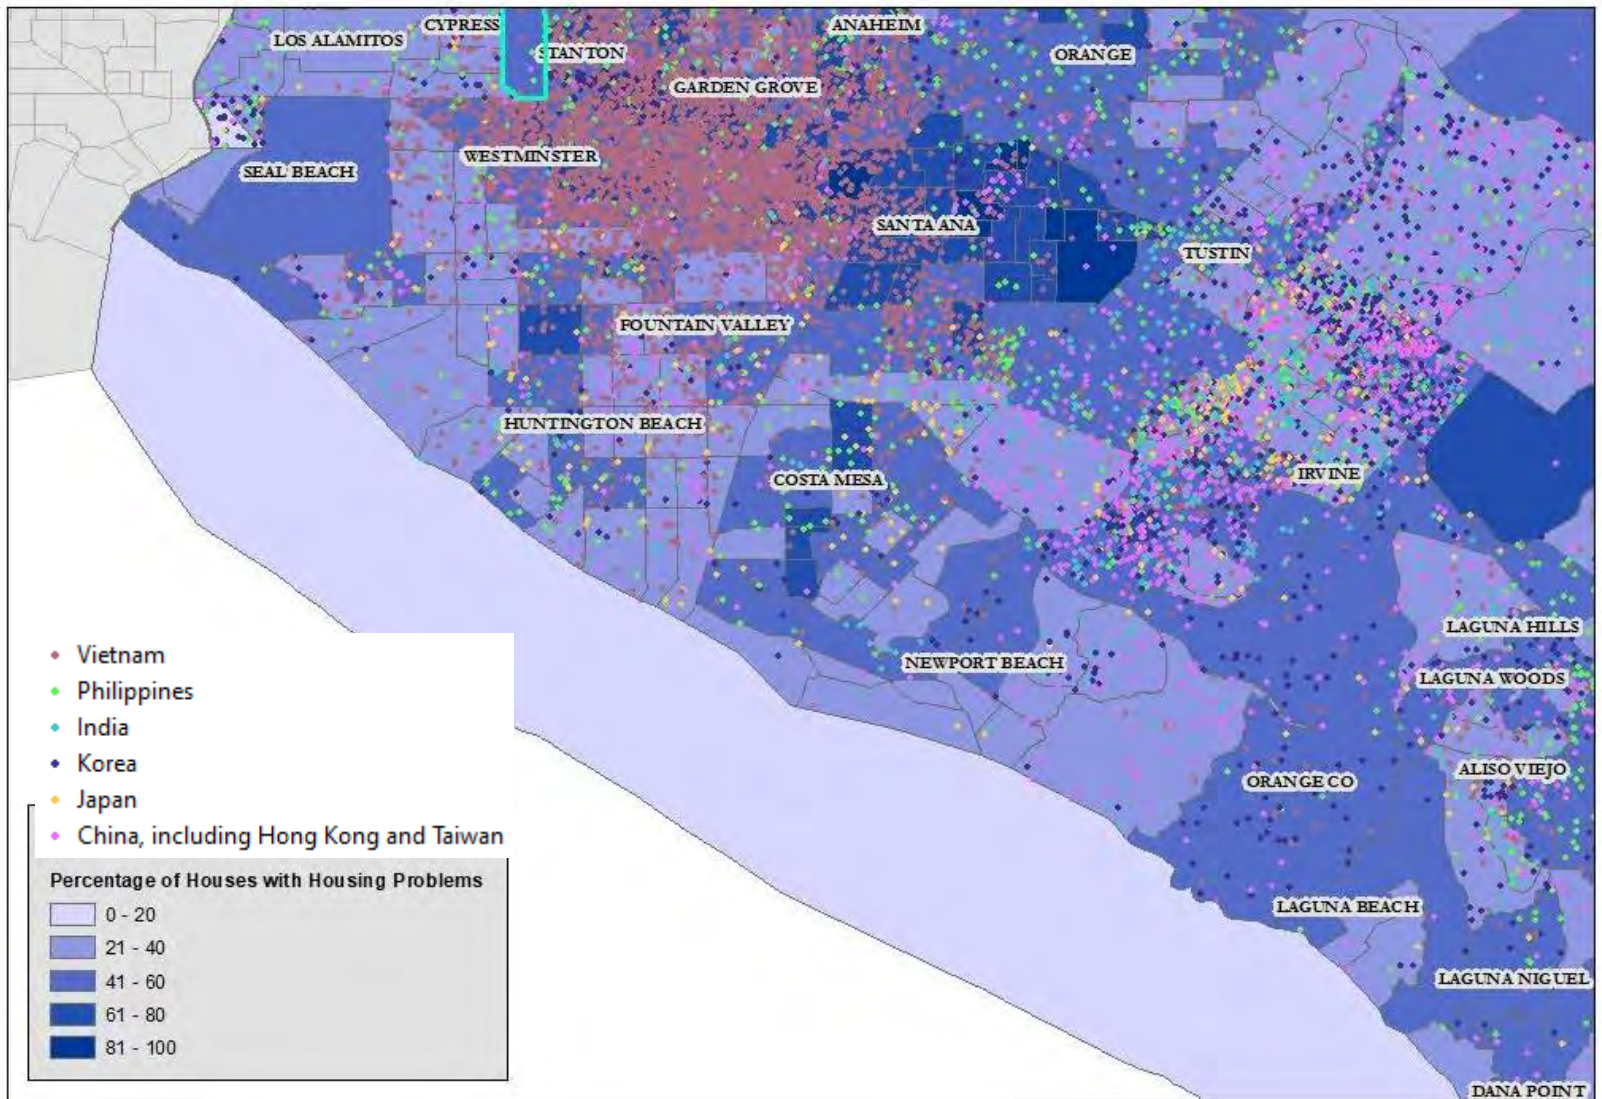 CYPRESS
ANAHEIM
LOS ALAMITOS
STANTON
ORANGE
GARDEN GROVE
WESTMINSTER
SEAL BEACH
SANTA ANA
TUSTIN
FOUNTAIN VALLEY
HUNTINGTON BEACH
COSTA MESA
IRVINE
LAGUNA HILLS
NEWPORT BEACH
LAGUNA WOODS
ALISO VIEJO
ORANGE CO
LAGUNA BEACH
LAGUNA NIGUEL
DANA POINT
Vietnam
Philippines
India
Korea
Japan
China, including Hong Kong and Taiwan
Percentage of Houses with Housing Problems
0 - 20
21 - 40
41 - 60
61 - 80
81 - 100